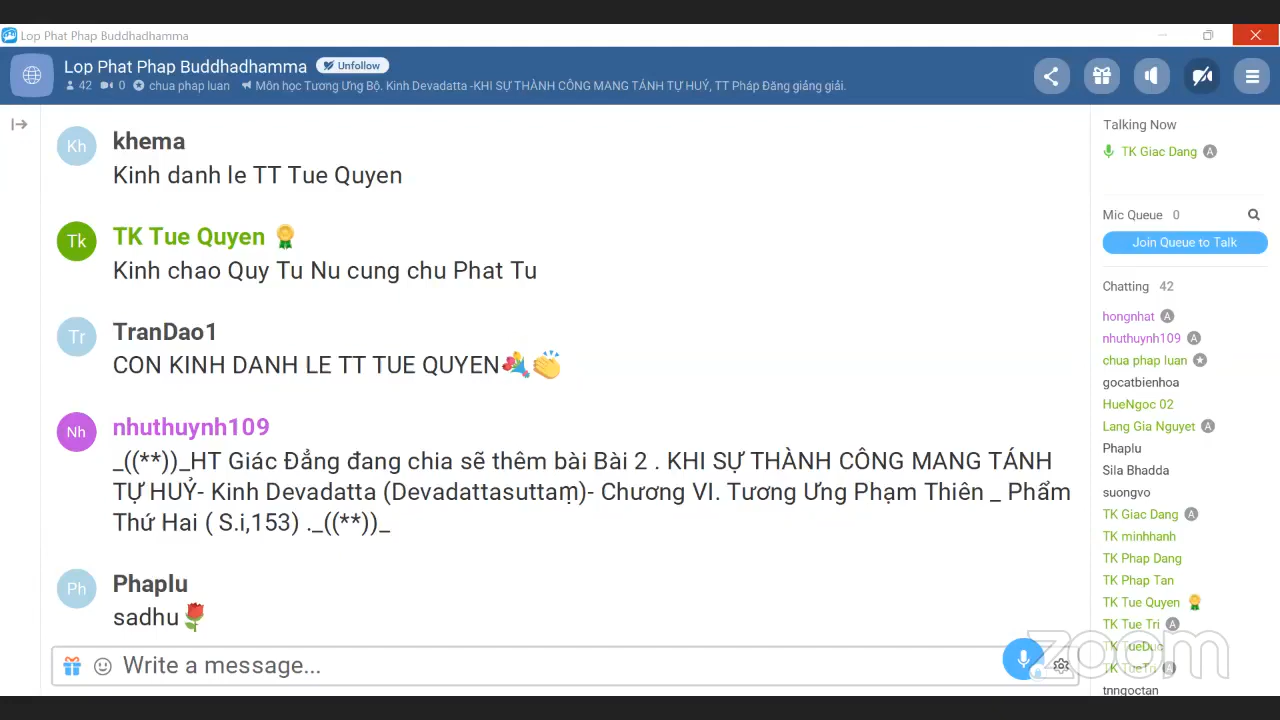 Lop Phat Phap Buddhadhamma
Lop Phat Phap Buddhadhamma Unfollow
42 0 chua phap luan Môn học Tương Ưng Bộ. Kinh Devadatta -KHI SỰ THÀNH CÔNG MANG TÁNH TỰ HUỶ, TT Pháp Đăng giảng giải.
Kh khema
Kinh danh le TT Tue Quyen
Tk TK Tue Quyen
Kinh chao Quy Tu Nu cung chu Phat Tu
Tr TranDao1
CON KINH DANH LE TT TUE QUYEN
Nh nhuthuynh109
_((**))_HT Giác Đẳng đang chia sẽ thêm bài Bài 2 . KHI SỰ THÀNH CÔNG MANG TÁNH
TỰ HUỶ- Kinh Devadatta (Devadattasuttaṃ)- Chương VI. Tương Ưng Phạm Thiên _ Phẩm
Thứ Hai ( S.i,153) ._((**))_
Ph Phaplu
sadhu
Write a message...
Talking Now
TK Giac Dang A
Mic Queue 0
Join Queue to Talk
Chatting 42
hongnhat A
nhuthuynh109 A
chua phap luan
gocatbienhoa
HueNgoc 02
Lang Gia Nguyet A
Phaplu
Sila Bhadda
suongvo
TK Giac Dang A
TK minhhanh
TK Phap Dang
TK Phap Tan
TK Tue Quyen
TK Tue Tri A
TK TueDuc
TK TueTri A
tnngoctan
zoom